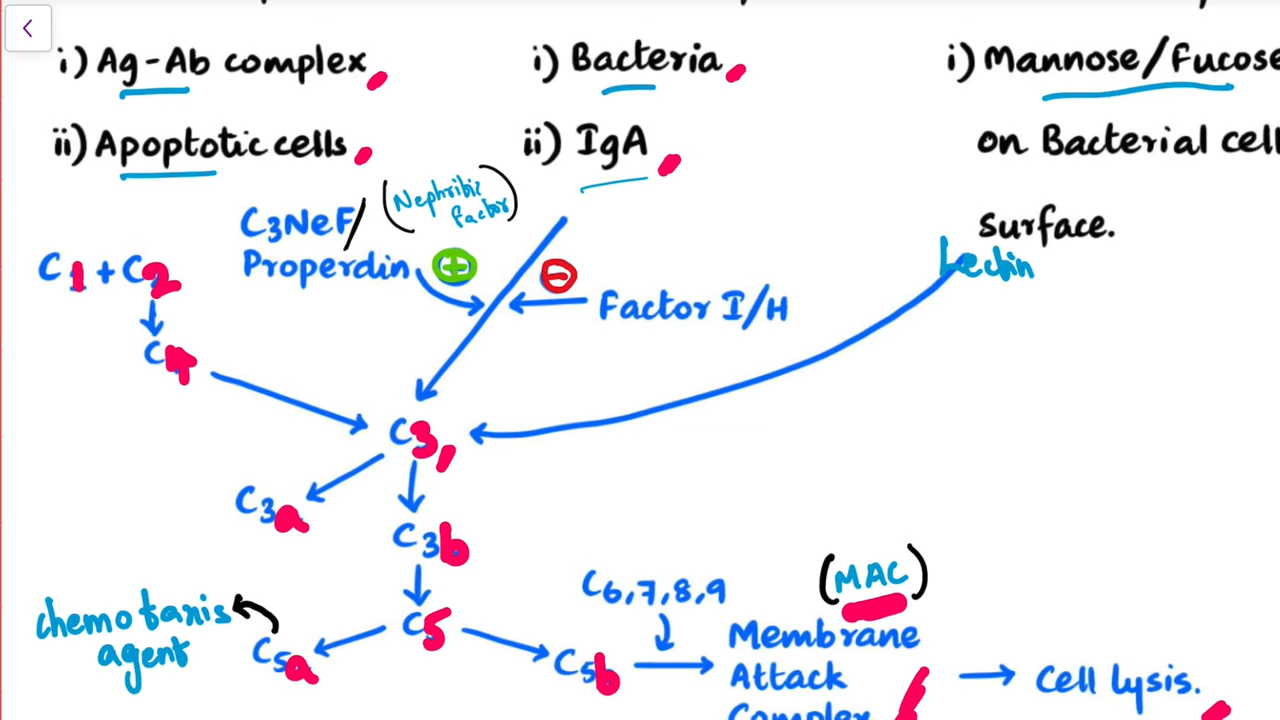 i) Ag-Ab complex
ii) Apoptotic cells
i) Bacteria
ii) IgA
i) Mannose/Fucose
on Bacterial cell
surface.
Lectin
C3NeF/ (Nephritic factor)
Properdin
+
-
Factor I/H
C1 + C2
C4
C3
C3a
C3b
C5
C5a
chemotaxis
agent
C5b
C6,7,8,9
(MAC)
Membrane
Attack
Complex
Cell lysis.